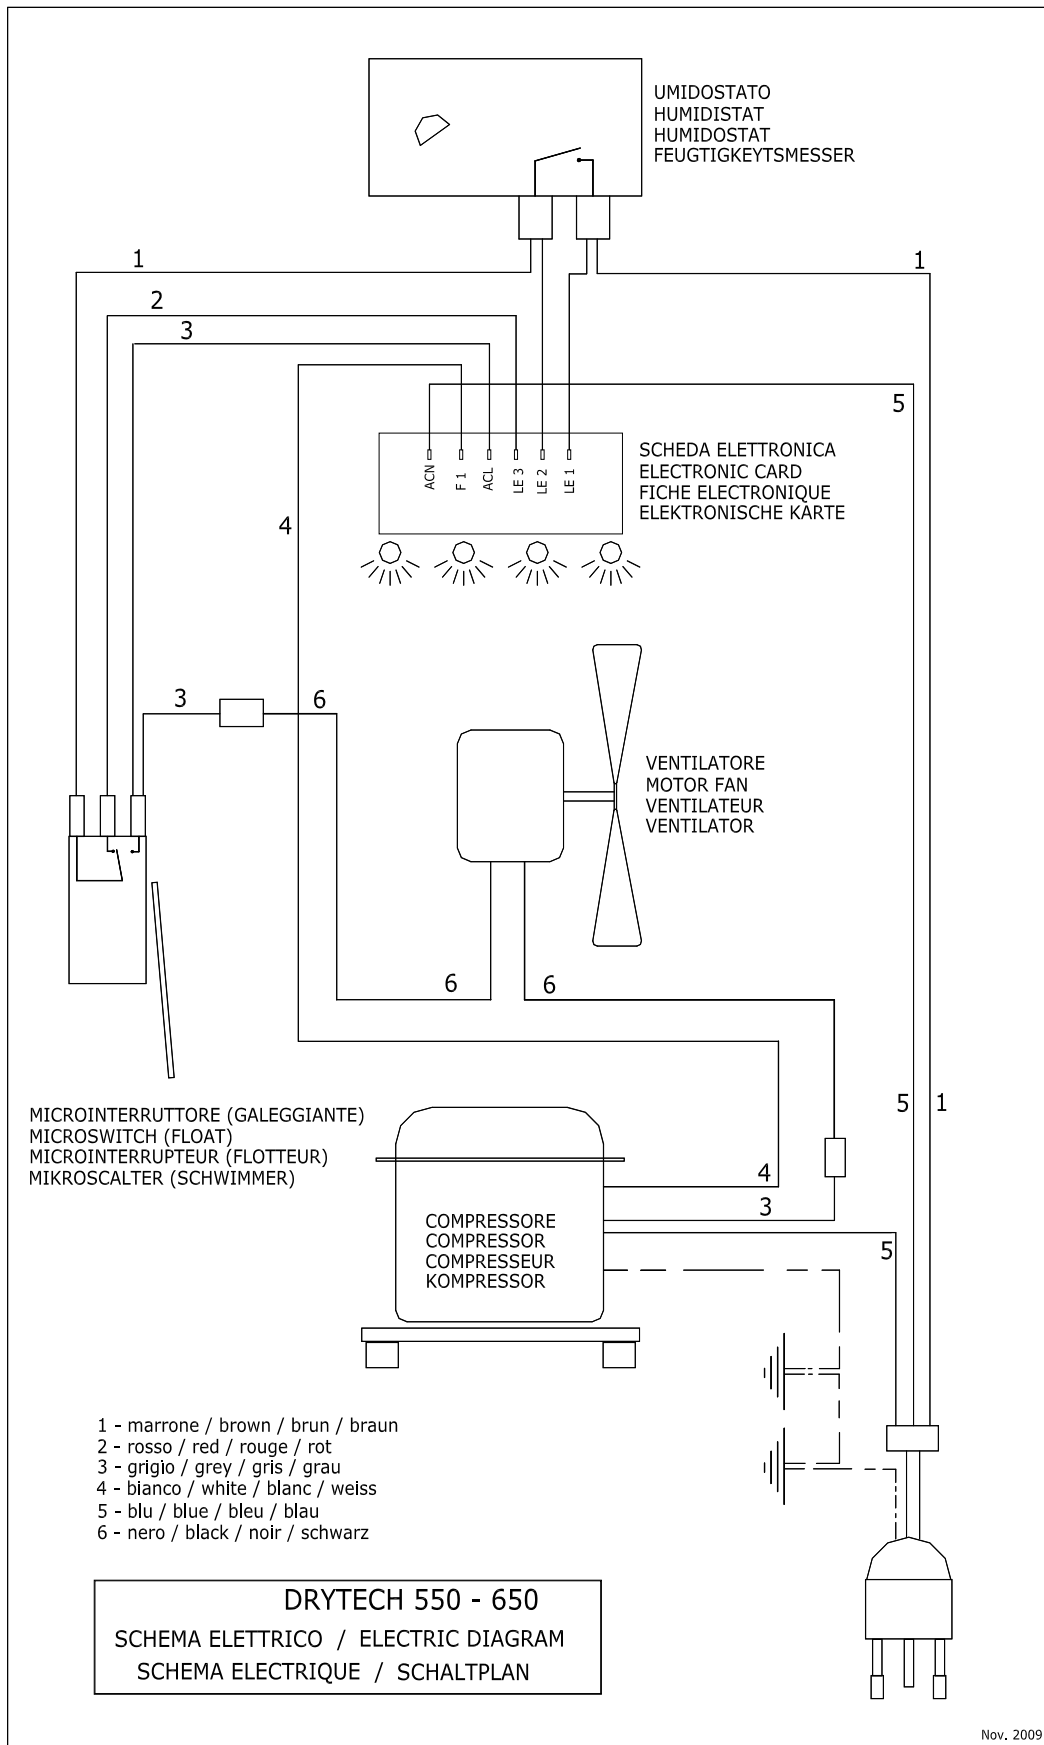 UMIDOSTATO
HUMIDISTAT
HUMIDOSTAT
FEUGTIGKEYTSMESSER
1
1
2
3
5
SCHEDA ELETTRONICA
ELECTRONIC CARD
FICHE ELECTRONIQUE
ELEKTRONISCHE KARTE
ACN
F 1
ACL
LE 3
LE 2
LE 1
4
3
6
VENTILATORE
MOTOR FAN
VENTILATEUR
VENTILATOR
6
6
MICROINTERRUTTORE (GALEGGIANTE)
MICROSWITCH (FLOAT)
MICROINTERRUPTEUR (FLOTTEUR)
MIKROSCALTER (SCHWIMMER)
5
1
4
3
5
COMPRESSORE
COMPRESSOR
COMPRESSEUR
KOMPRESSOR
1 - marrone / brown / brun / braun
2 - rosso / red / rouge / rot
3 - grigio / grey / gris / grau
4 - bianco / white / blanc / weiss
5 - blu / blue / bleu / blau
6 - nero / black / noir / schwarz
DRYTECH 550 - 650
SCHEMA ELETTRICO / ELECTRIC DIAGRAM
SCHEMA ELECTRIQUE / SCHALTPLAN
Nov. 2009